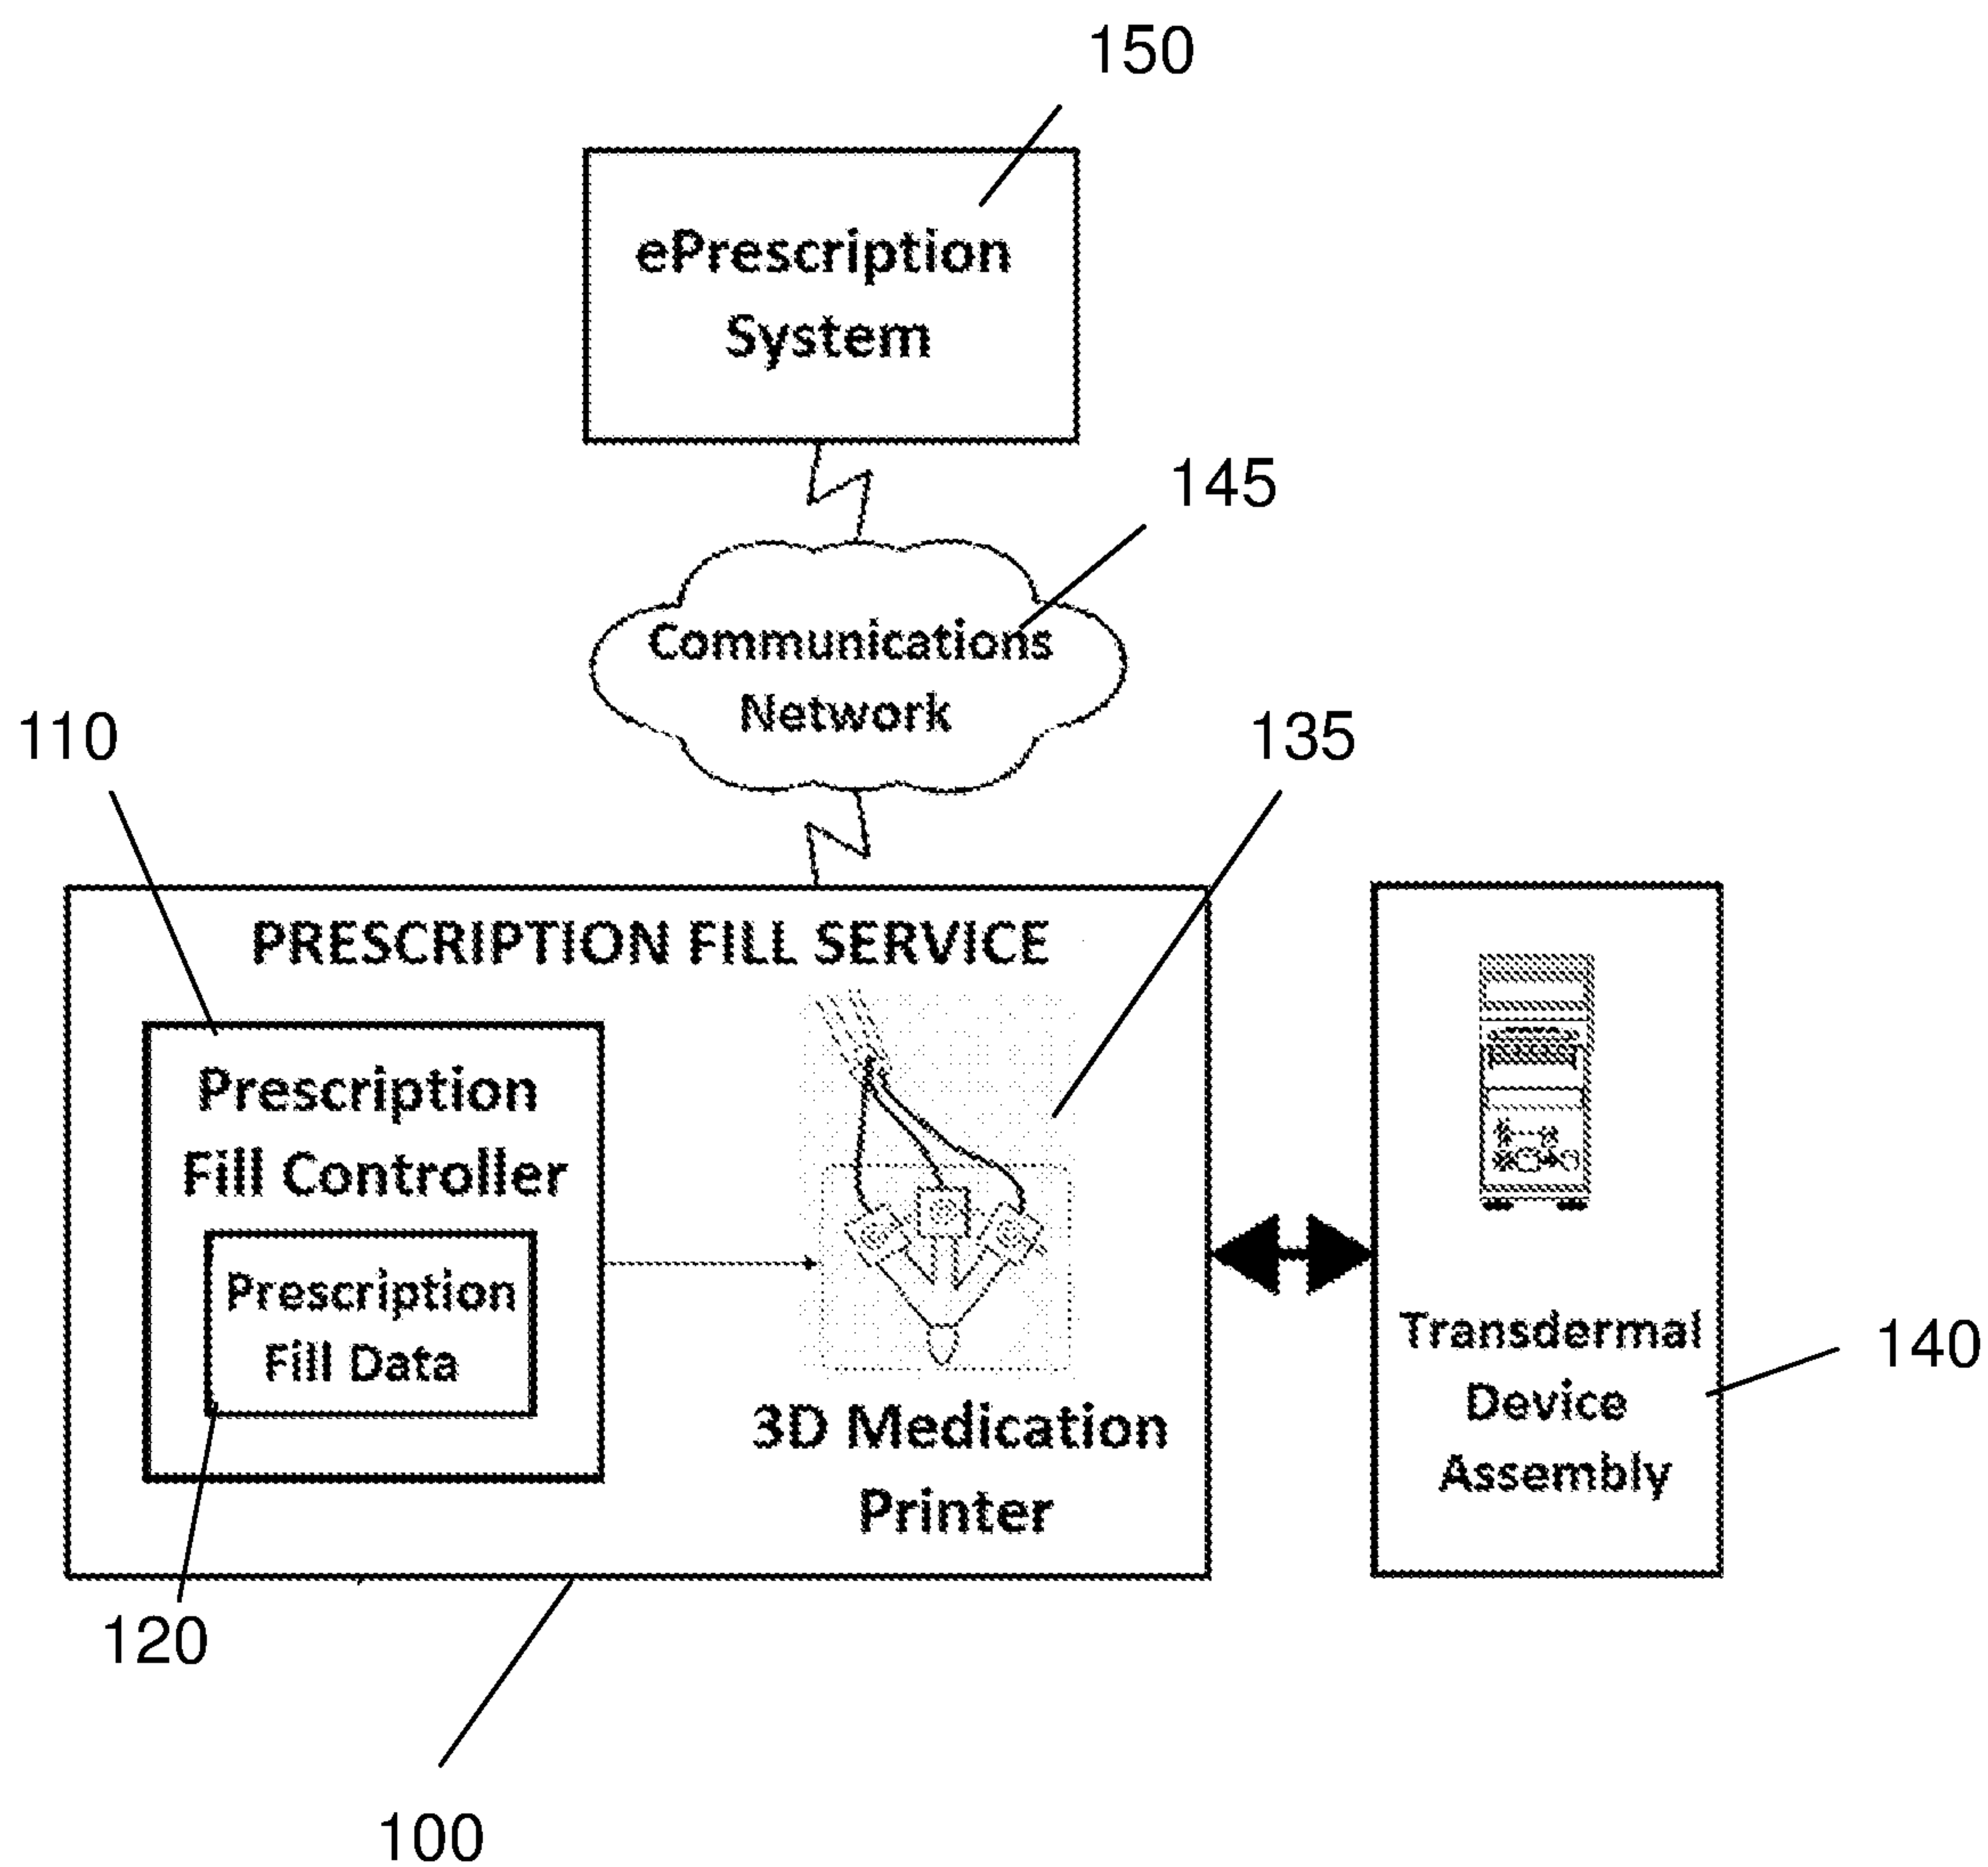 150
ePrescription
System
145
Communications
Network
110
135
PRESCRIPTION FILL SERVICE
Prescription
Fill Controller
Prescription
Fill Data
3D Medication
Printer
Transdermal
Device
Assembly
140
120
100